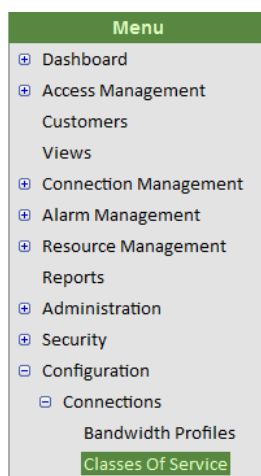 Menu
Dashboard
Access Management
Customers
Views
Connection Management
Alarm Management
Resource Management
Reports
Administration
Security
Configuration
Connections
Bandwidth Profiles
Classes Of Service